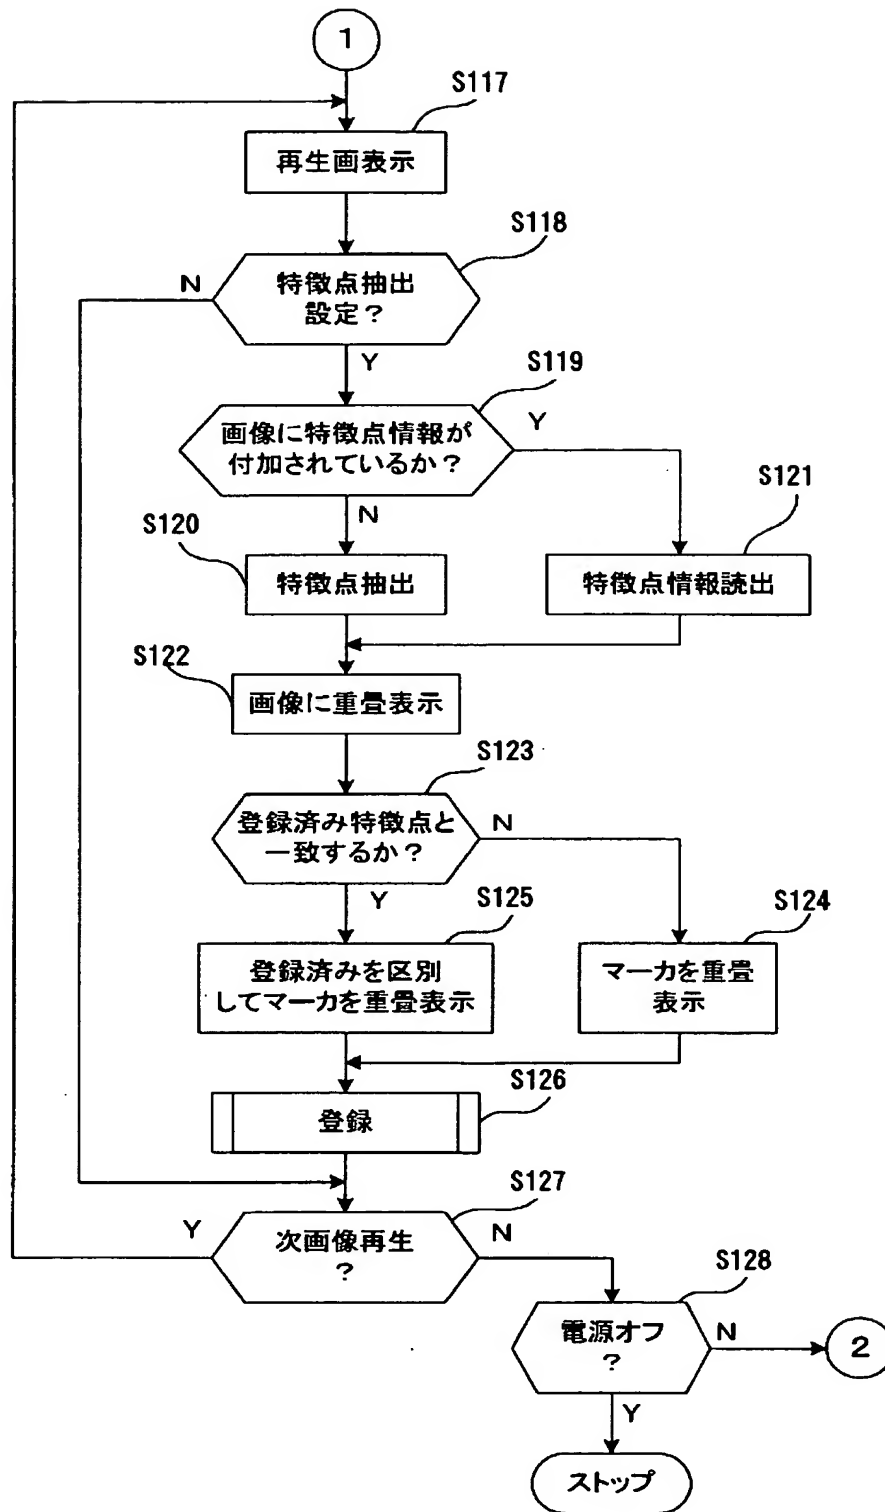 1
S117
再生画表示
S118
N
特徴点抽出
設定？
Y
S119
画像に特徴点情報が
付加されているか？
Y
N
S120
特徴点抽出
S121
特徴点情報読出
S122
画像に重畳表示
S123
登録済み特徴点と
一致するか？
N
Y
S125
登録済みを区別
してマーカを重畳表示
S124
マーカを重畳
表示
S126
登録
S127
Y
次画像再生
？
N
S128
電源オフ
？
N
2
Y
ストップ